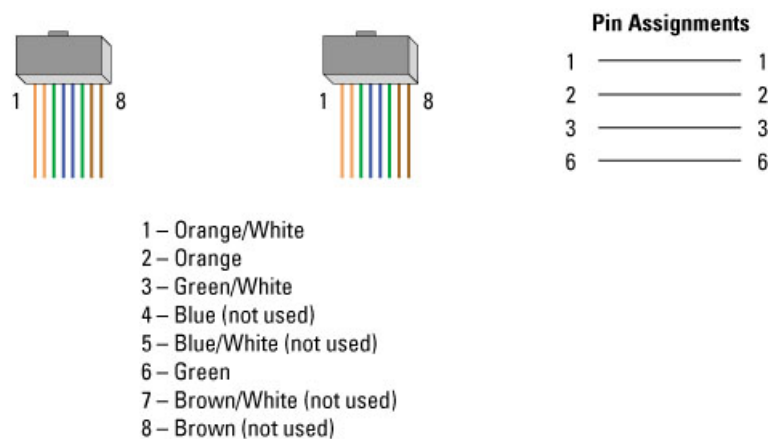 Pin Assignments
1 8
1 8
1 1
2 2
3 3
6 6
1 – Orange/White
2 – Orange
3 – Green/White
4 – Blue (not used)
5 – Blue/White (not used)
6 – Green
7 – Brown/White (not used)
8 – Brown (not used)